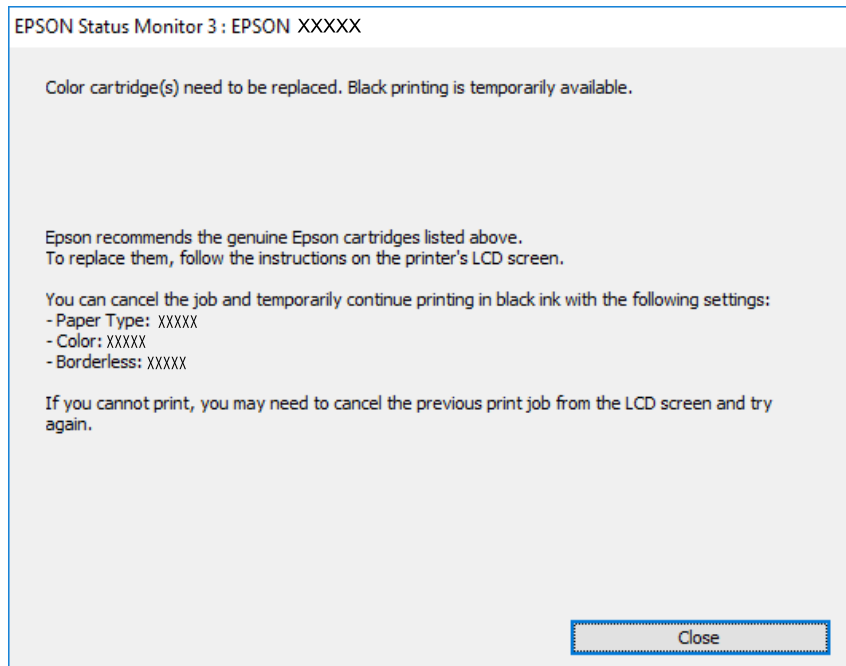 EPSON Status Monitor 3 : EPSON XXXXX
Color cartridge(s) need to be replaced. Black printing is temporarily available.
Epson recommends the genuine Epson cartridges listed above.
To replace them, follow the instructions on the printer's LCD screen.
You can cancel the job and temporarily continue printing in black ink with the following settings:
- Paper Type: XXXXX
- Color: XXXXX
- Borderless: XXXXX
If you cannot print, you may need to cancel the previous print job from the LCD screen and try
again.
Close